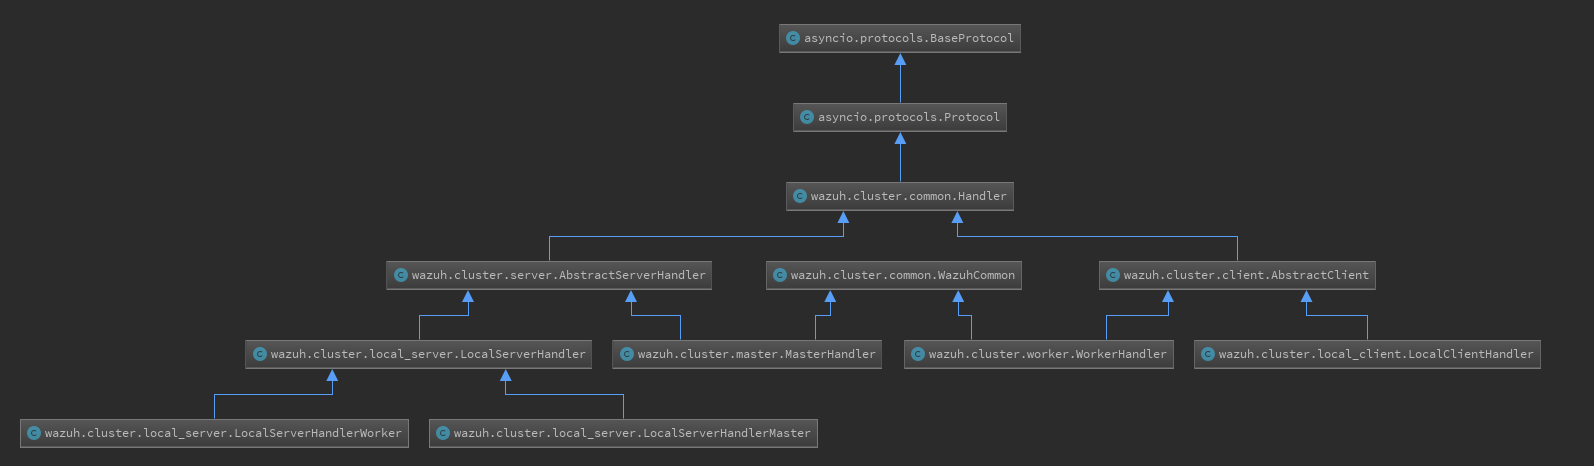 C asyncio.protocols.BaseProtocol
C asyncio.protocols.Protocol
C wazuh.cluster.common.Handler
C wazuh.cluster.server.AbstractServerHandler
C wazuh.cluster.common.WazuhCommon
C wazuh.cluster.client.AbstractClient
C wazuh.cluster.local_server.LocalServerHandler
C wazuh.cluster.master.MasterHandler
C wazuh.cluster.worker.WorkerHandler
C wazuh.cluster.local_client.LocalClientHandler
C wazuh.cluster.local_server.LocalServerHandlerWorker
C wazuh.cluster.local_server.LocalServerHandlerMaster